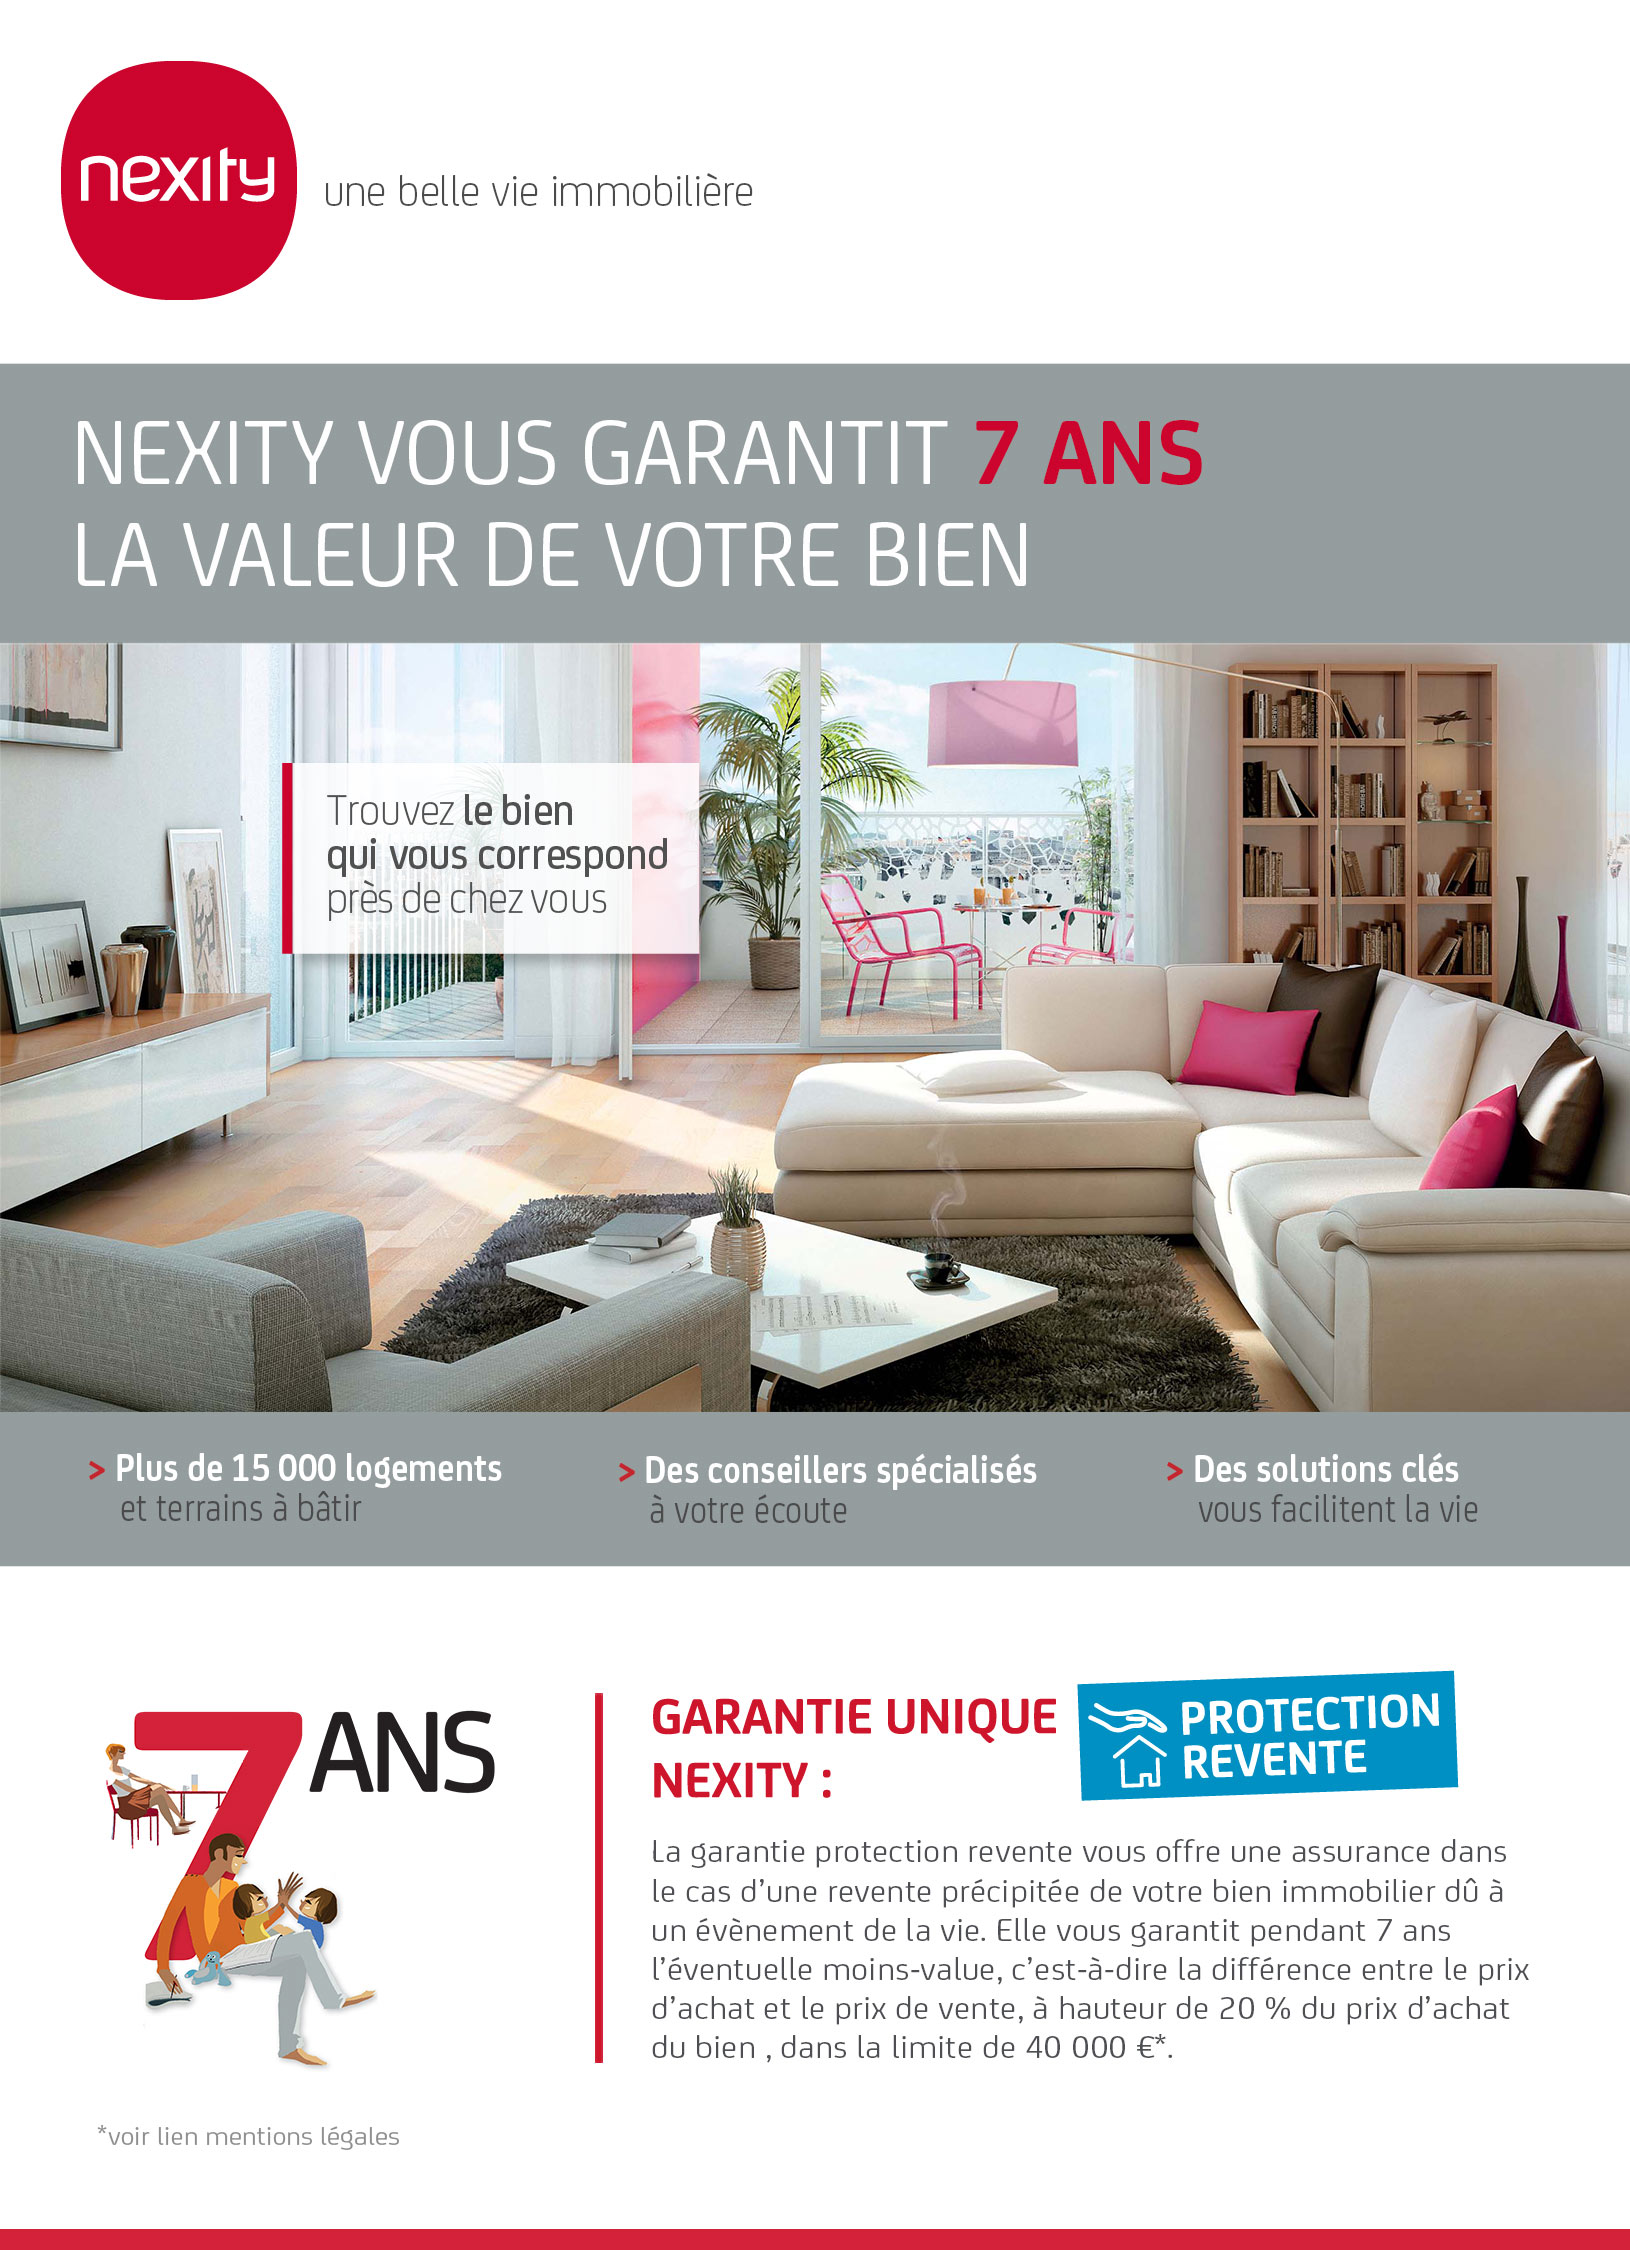 nexity
une belle vie immobilière
NEXITY VOUS GARANTIT 7 ANS
LA VALEUR DE VOTRE BIEN
Trouvez le bien
qui vous correspond
près de chez vous
> Plus de 15 000 logements
et terrains à bâtir
> Des conseillers spécialisés
à votre écoute
> Des solutions clés
vous facilitent la vie
7 ANS
GARANTIE UNIQUE
NEXITY :
PROTECTION
REVENTE
La garantie protection revente vous offre une assurance dans
le cas d’une revente précipitée de votre bien immobilier dû à
un évènement de la vie. Elle vous garantit pendant 7 ans
l’éventuelle moins-value, c’est-à-dire la différence entre le prix
d’achat et le prix de vente, à hauteur de 20 % du prix d’achat
du bien , dans la limite de 40 000 €*.
*voir lien mentions légales